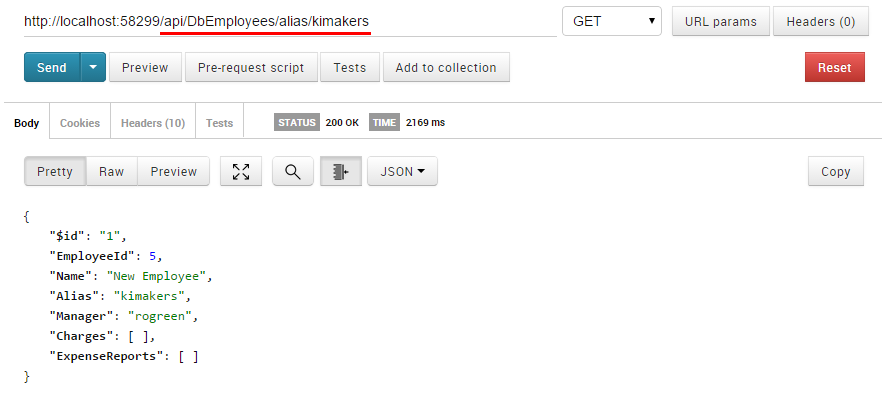 http://localhost:58299/api/DbEmployees/alias/kimakers GET URL params Headers (0)
Send Preview Pre-request script Tests Add to collection Reset
Body Cookies Headers (10) Tests STATUS 200 OK TIME 2169 ms
Pretty Raw Preview JSON Copy
{
"$id": "1",
"EmployeeId": 5,
"Name": "New Employee",
"Alias": "kimakers",
"Manager": "rogreen",
"Charges": [ ],
"ExpenseReports": [ ]
}